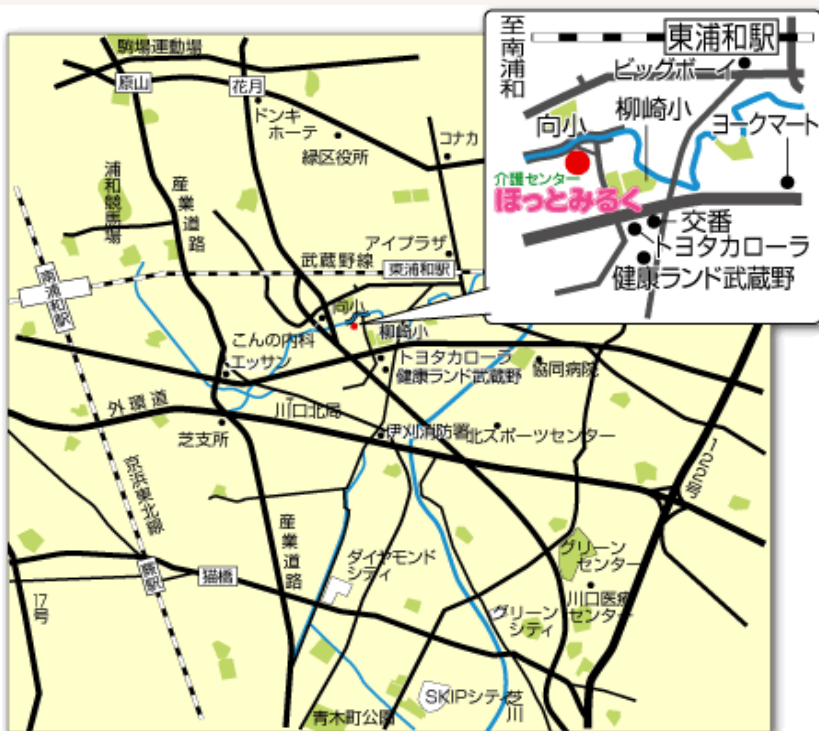 駒場運動場
原山
花月
ドンキ
ホーテ
緑区役所
コナカ
浦和競馬場
産業道路
アイプラザ
武蔵野線
東浦和駅
南浦和駅
向小
柳崎小
こんの内科
エッサン
トヨタカローラ
健康ランド武蔵野
協同病院
外環道
川口北局
芝支所
伊刈消防署
北スポーツセンター
122号
京浜東北線
産業道路
蕨駅
猫橋
17号
ダイヤモンド
シティ
グリーン
センター
川口医療
センター
グリーン
シティ
SKIPシティ
芝川
青木町公園
至南浦和
東浦和駅
ビッグボーイ
向小
柳崎小
ヨークマート
介護センター
ほっとみるく
交番
トヨタカローラ
健康ランド武蔵野